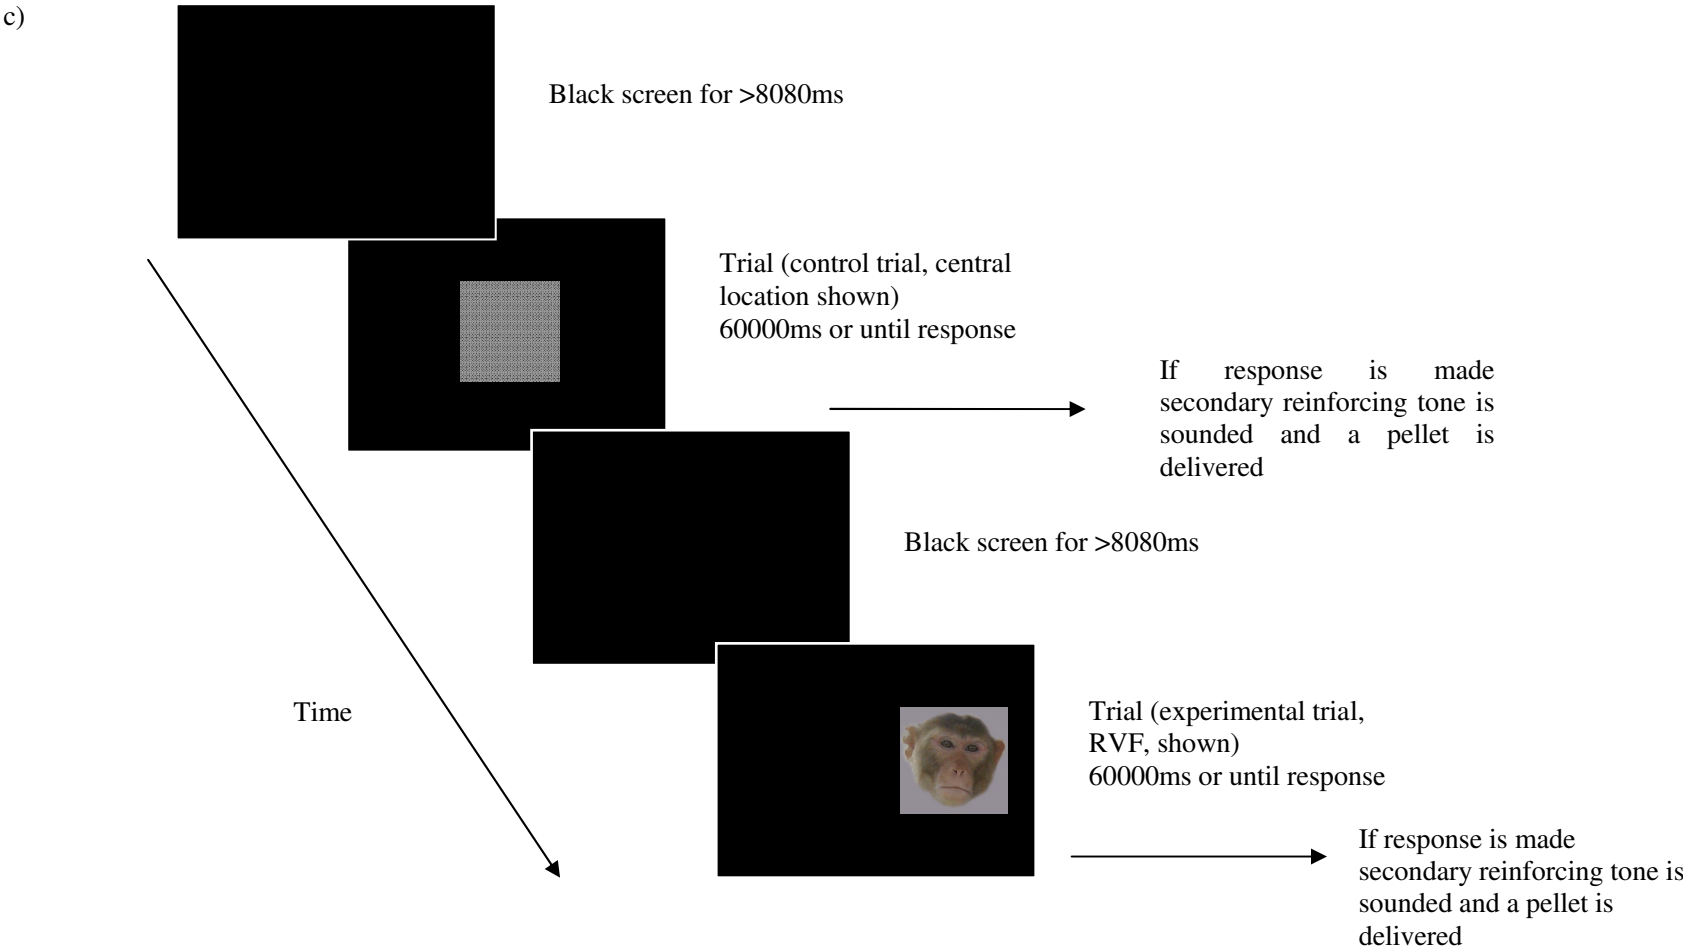 c)
Black screen for >8080ms
Trial (control trial, central
location shown)
60000ms or until response
If response is made
secondary reinforcing tone is
sounded and a pellet is
delivered
Black screen for >8080ms
Time
Trial (experimental trial,
RVF, shown)
60000ms or until response
If response is made
secondary reinforcing tone is
sounded and a pellet is
delivered